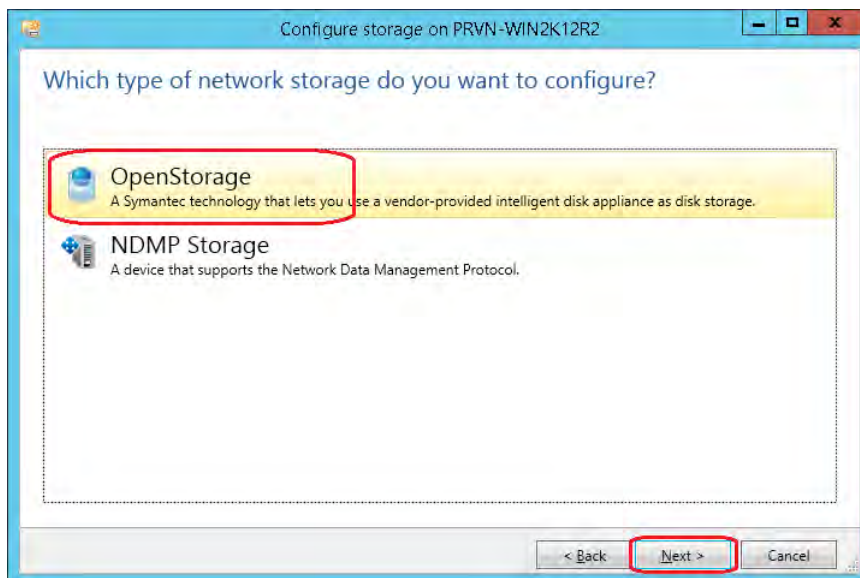 Configure storage on PRVN-WIN2K12R2
Which type of network storage do you want to configure?
OpenStorage
A Symantec technology that lets you use a vendor-provided intelligent disk appliance as disk storage.
NDMP Storage
A device that supports the Network Data Management Protocol.
< Back Next > Cancel